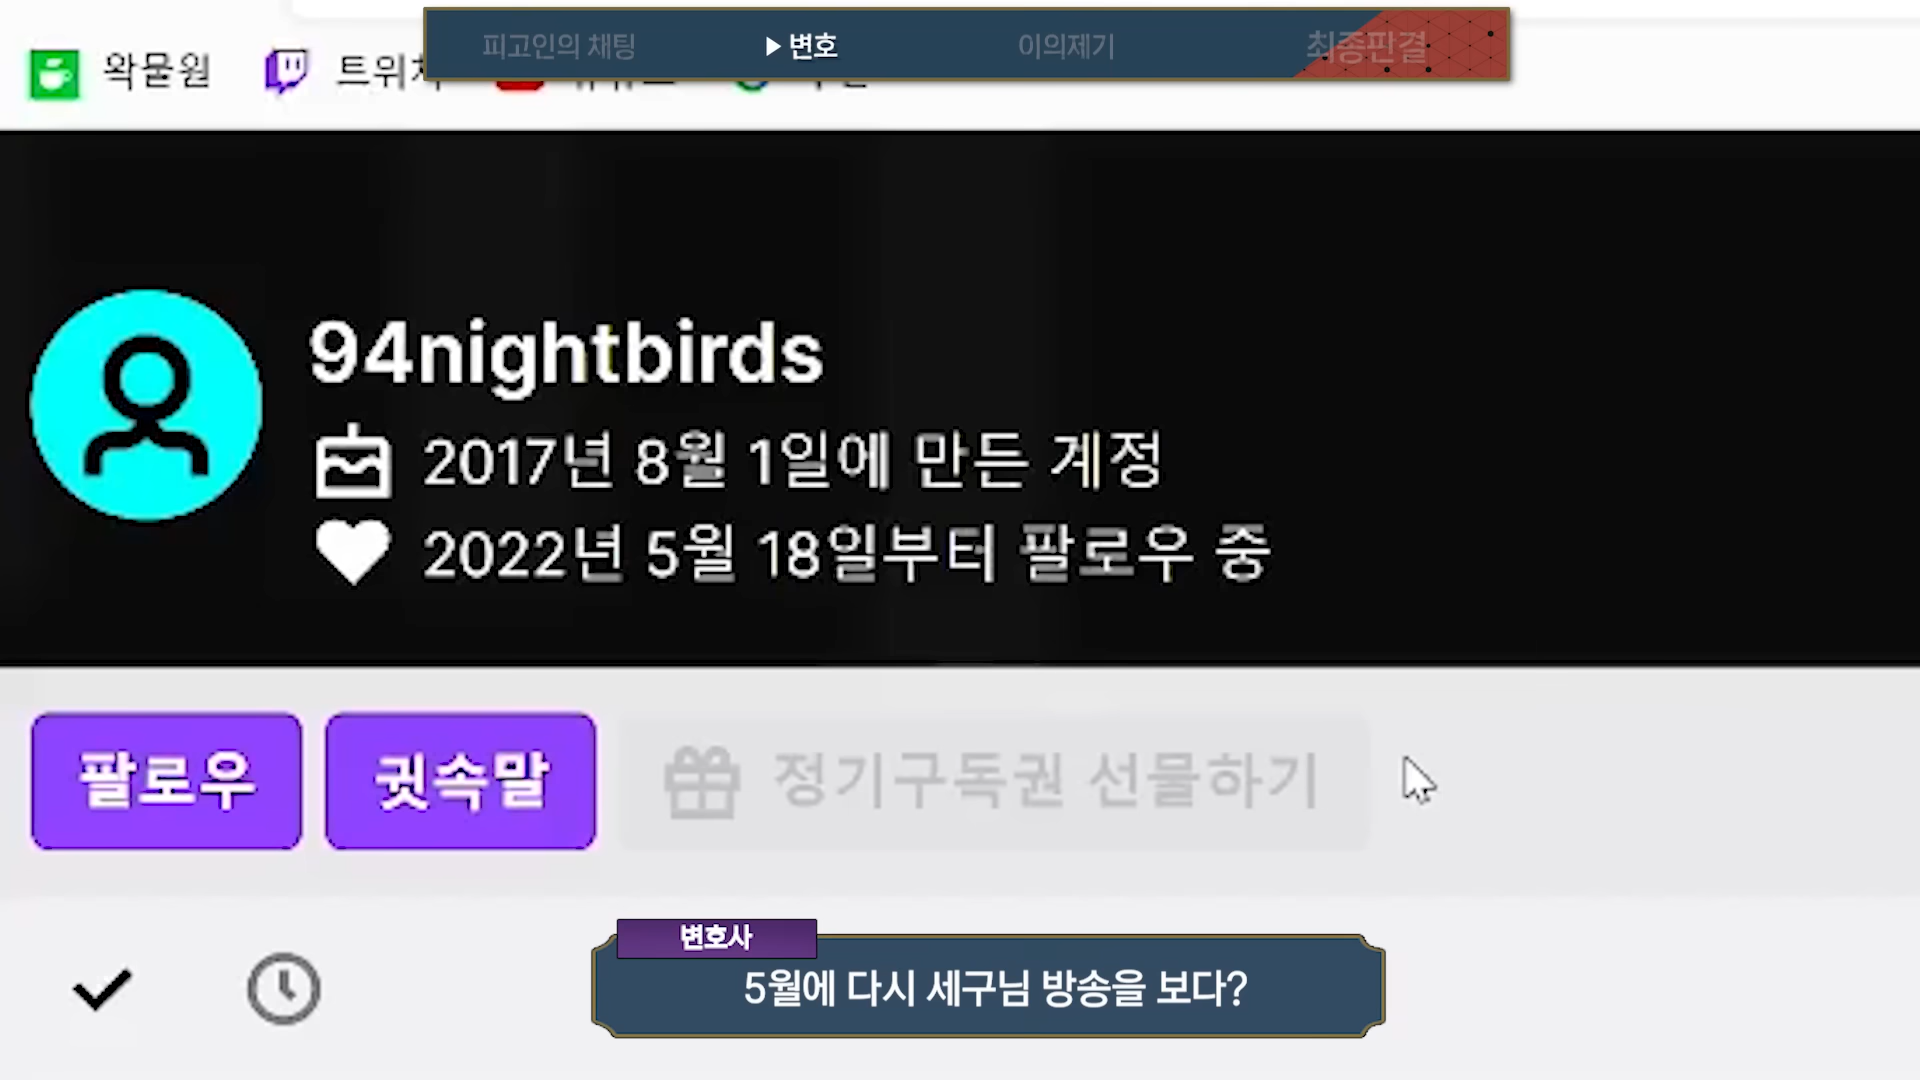 피고인의 채팅
▶ 변호
이의제기
최종판결
왁물원
트위치
94nightbirds
2017년 8월 1일에 만든 계정
2022년 5월 18일부터 팔로우 중
팔로우
귓속말
정기구독권 선물하기
변호사
5월에 다시 세구님 방송을 보다?